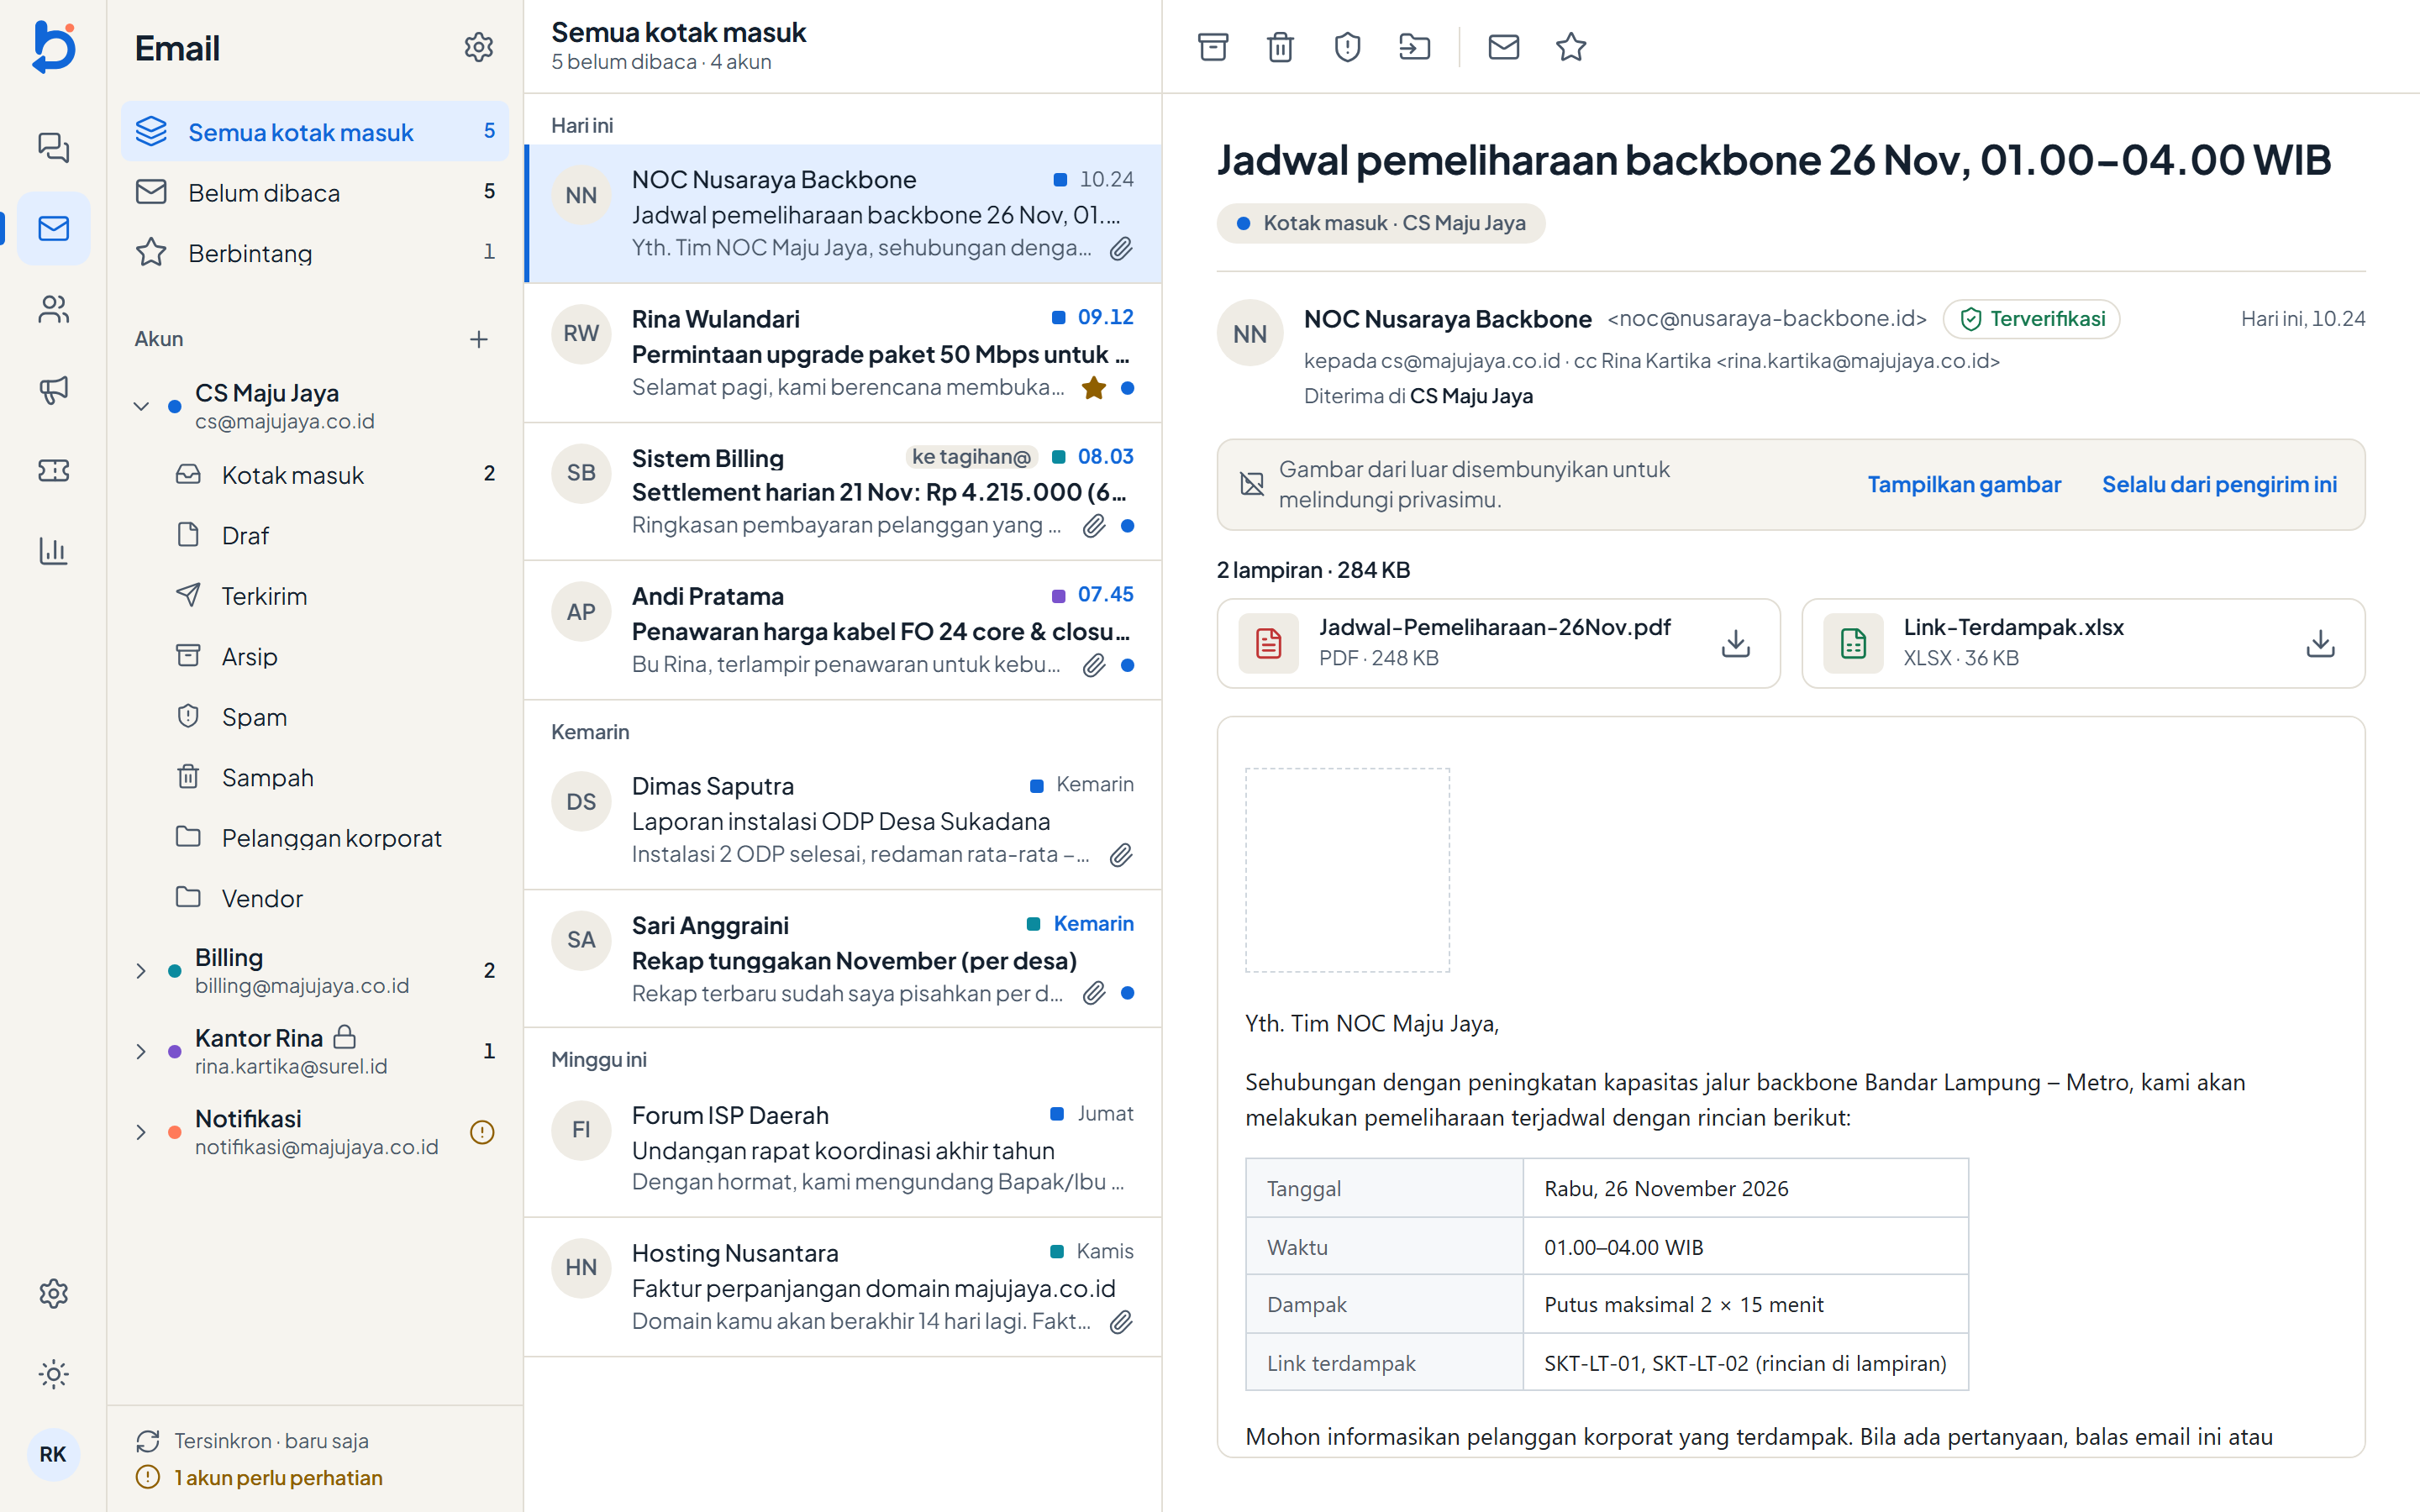 Email
Semua kotak masuk 5
Belum dibaca 5
Berbintang 1
Akun
CS Maju Jaya
cs@majujaya.co.id
Kotak masuk 2
Draf
Terkirim
Arsip
Spam
Sampah
Pelanggan korporat
Vendor
Billing
billing@majujaya.co.id 2
Kantor Rina
rina.kartika@surel.id 1
Notifikasi
notifikasi@majujaya.co.id
Tersinkron · baru saja
1 akun perlu perhatian
RK
Semua kotak masuk
5 belum dibaca · 4 akun
Hari ini
NN
NOC Nusaraya Backbone 10.24
Jadwal pemeliharaan backbone 26 Nov, 01.…
Yth. Tim NOC Maju Jaya, sehubungan denga…
RW
Rina Wulandari 09.12
Permintaan upgrade paket 50 Mbps untuk …
Selamat pagi, kami berencana membuka…
SB
Sistem Billing ke tagihan@ 08.03
Settlement harian 21 Nov: Rp 4.215.000 (6…
Ringkasan pembayaran pelanggan yang …
AP
Andi Pratama 07.45
Penawaran harga kabel FO 24 core & closu…
Bu Rina, terlampir penawaran untuk kebu…
Kemarin
DS
Dimas Saputra Kemarin
Laporan instalasi ODP Desa Sukadana
Instalasi 2 ODP selesai, redaman rata-rata −…
SA
Sari Anggraini Kemarin
Rekap tunggakan November (per desa)
Rekap terbaru sudah saya pisahkan per d…
Minggu ini
FI
Forum ISP Daerah Jumat
Undangan rapat koordinasi akhir tahun
Dengan hormat, kami mengundang Bapak/Ibu …
HN
Hosting Nusantara Kamis
Faktur perpanjangan domain majujaya.co.id
Domain kamu akan berakhir 14 hari lagi. Fakt…
Jadwal pemeliharaan backbone 26 Nov, 01.00–04.00 WIB
Kotak masuk · CS Maju Jaya
NN
NOC Nusaraya Backbone <noc@nusaraya-backbone.id> Terverifikasi Hari ini, 10.24
kepada cs@majujaya.co.id · cc Rina Kartika <rina.kartika@majujaya.co.id>
Diterima di CS Maju Jaya
Gambar dari luar disembunyikan untuk
melindungi privasimu.
Tampilkan gambar Selalu dari pengirim ini
2 lampiran · 284 KB
Jadwal-Pemeliharaan-26Nov.pdf
PDF · 248 KB
Link-Terdampak.xlsx
XLSX · 36 KB
Yth. Tim NOC Maju Jaya,
Sehubungan dengan peningkatan kapasitas jalur backbone Bandar Lampung – Metro, kami akan
melakukan pemeliharaan terjadwal dengan rincian berikut:
Tanggal Rabu, 26 November 2026
Waktu 01.00–04.00 WIB
Dampak Putus maksimal 2 × 15 menit
Link terdampak SKT-LT-01, SKT-LT-02 (rincian di lampiran)
Mohon informasikan pelanggan korporat yang terdampak. Bila ada pertanyaan, balas email ini atau